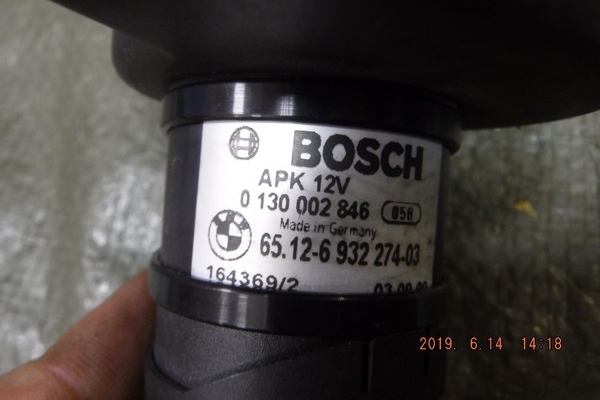 BOSCH
APK 12V
0 130 002 846 058
Made in Germany
65.12-6 932 274-03
164369/2
2019. 6.14 14:18